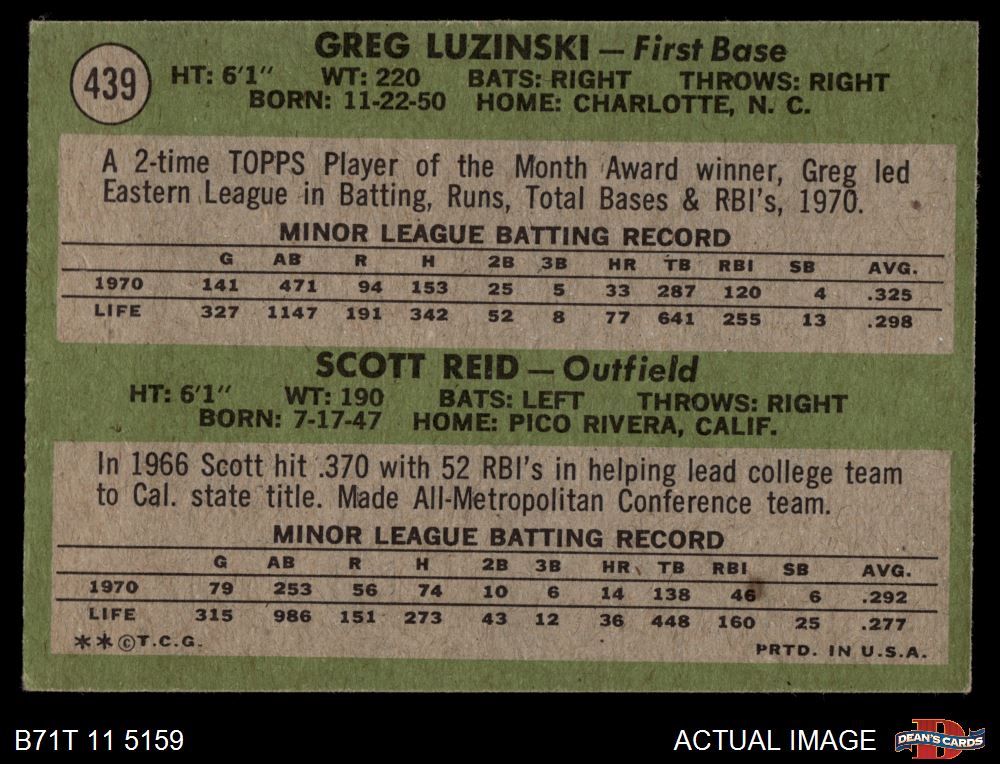 439
GREG LUZINSKI — First Base
HT: 6'1" WT: 220 BATS: RIGHT THROWS: RIGHT
BORN: 11-22-50 HOME: CHARLOTTE, N. C.
A 2-time TOPPS Player of the Month Award winner, Greg led
Eastern League in Batting, Runs, Total Bases & RBI's, 1970.
MINOR LEAGUE BATTING RECORD
G AB R H 2B 3B HR TB RBI SB AVG.
1970 141 471 94 153 25 5 33 287 120 4 .325
LIFE 327 1147 191 342 52 8 77 641 255 13 .298
SCOTT REID — Outfield
HT: 6'1" WT: 190 BATS: LEFT THROWS: RIGHT
BORN: 7-17-47 HOME: PICO RIVERA, CALIF.
In 1966 Scott hit .370 with 52 RBI's in helping lead college team
to Cal. state title. Made All-Metropolitan Conference team.
MINOR LEAGUE BATTING RECORD
G AB R H 2B 3B HR TB RBI SB AVG.
1970 79 253 56 74 10 6 14 138 46 6 .292
LIFE 315 986 151 273 43 12 36 448 160 25 .277
**©T.C.G. PRTD. IN U.S.A.
B71T 11 5159 ACTUAL IMAGE DEAN'S CARDS